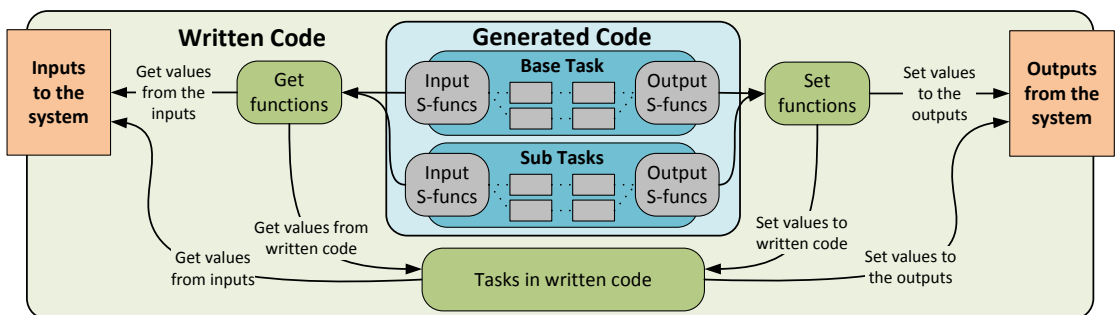 Written Code
Generated Code
Inputs
to the
system
Get values
from the
inputs
Get
functions
Base Task
Input
S-funcs
Output
S-funcs
Sub Tasks
Input
S-funcs
Output
S-funcs
Set
functions
Set values
to the
outputs
Outputs
from the
system
Get values from
written code
Get values
from inputs
Set values to
written code
Set values to
the outputs
Tasks in written code